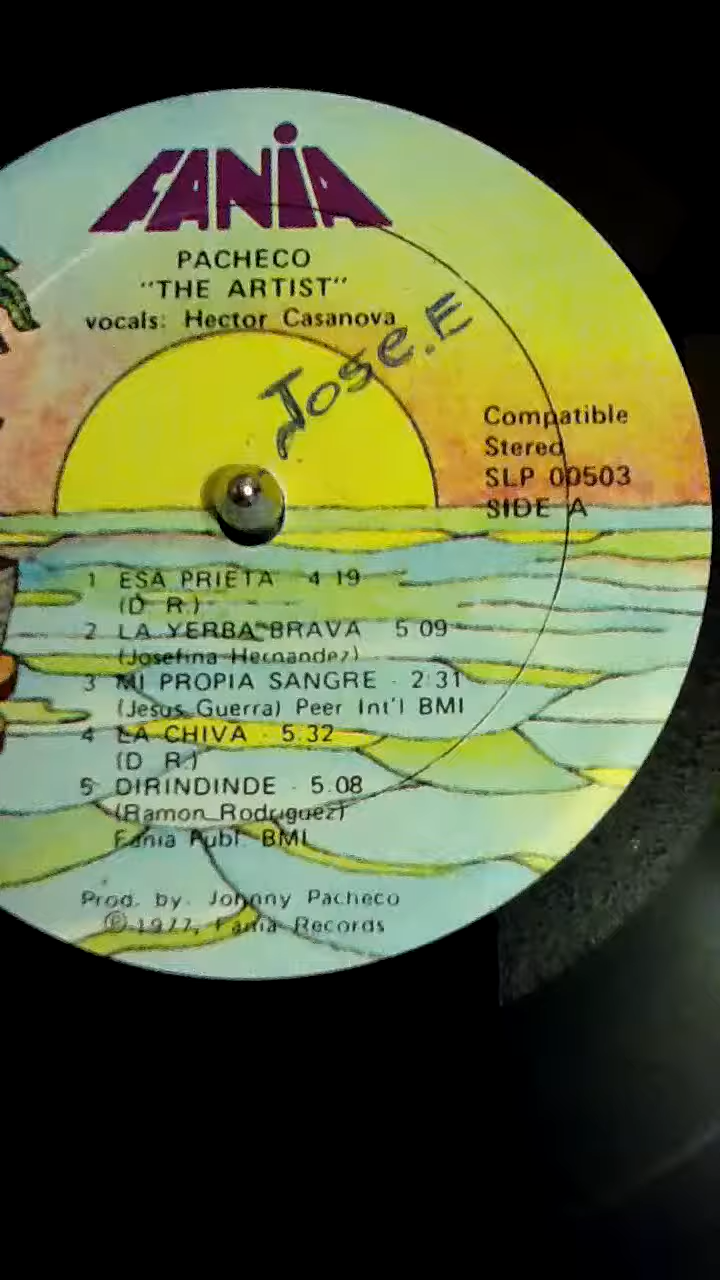 FANiA
PACHECO
"THE ARTIST"
vocals: Hector Casanova
Jose.E
Compatible
Stereo
SLP 00503
SIDE A
1 ESA PRIETA 4 19
(D. R.)
2 LA YERBA BRAVA 5 09
(Josefina Hernandez)
3 MI PROPIA SANGRE - 2:31
(Jesus Guerra) Peer Int'l BMI
4 LA CHIVA - 5.32
(D. R.)
5 DIRINDINDE - 5.08
(Ramon Rodriguez)
Fania Publ. BMI
Prod. by. Johnny Pacheco
℗ 1977, Fania Records